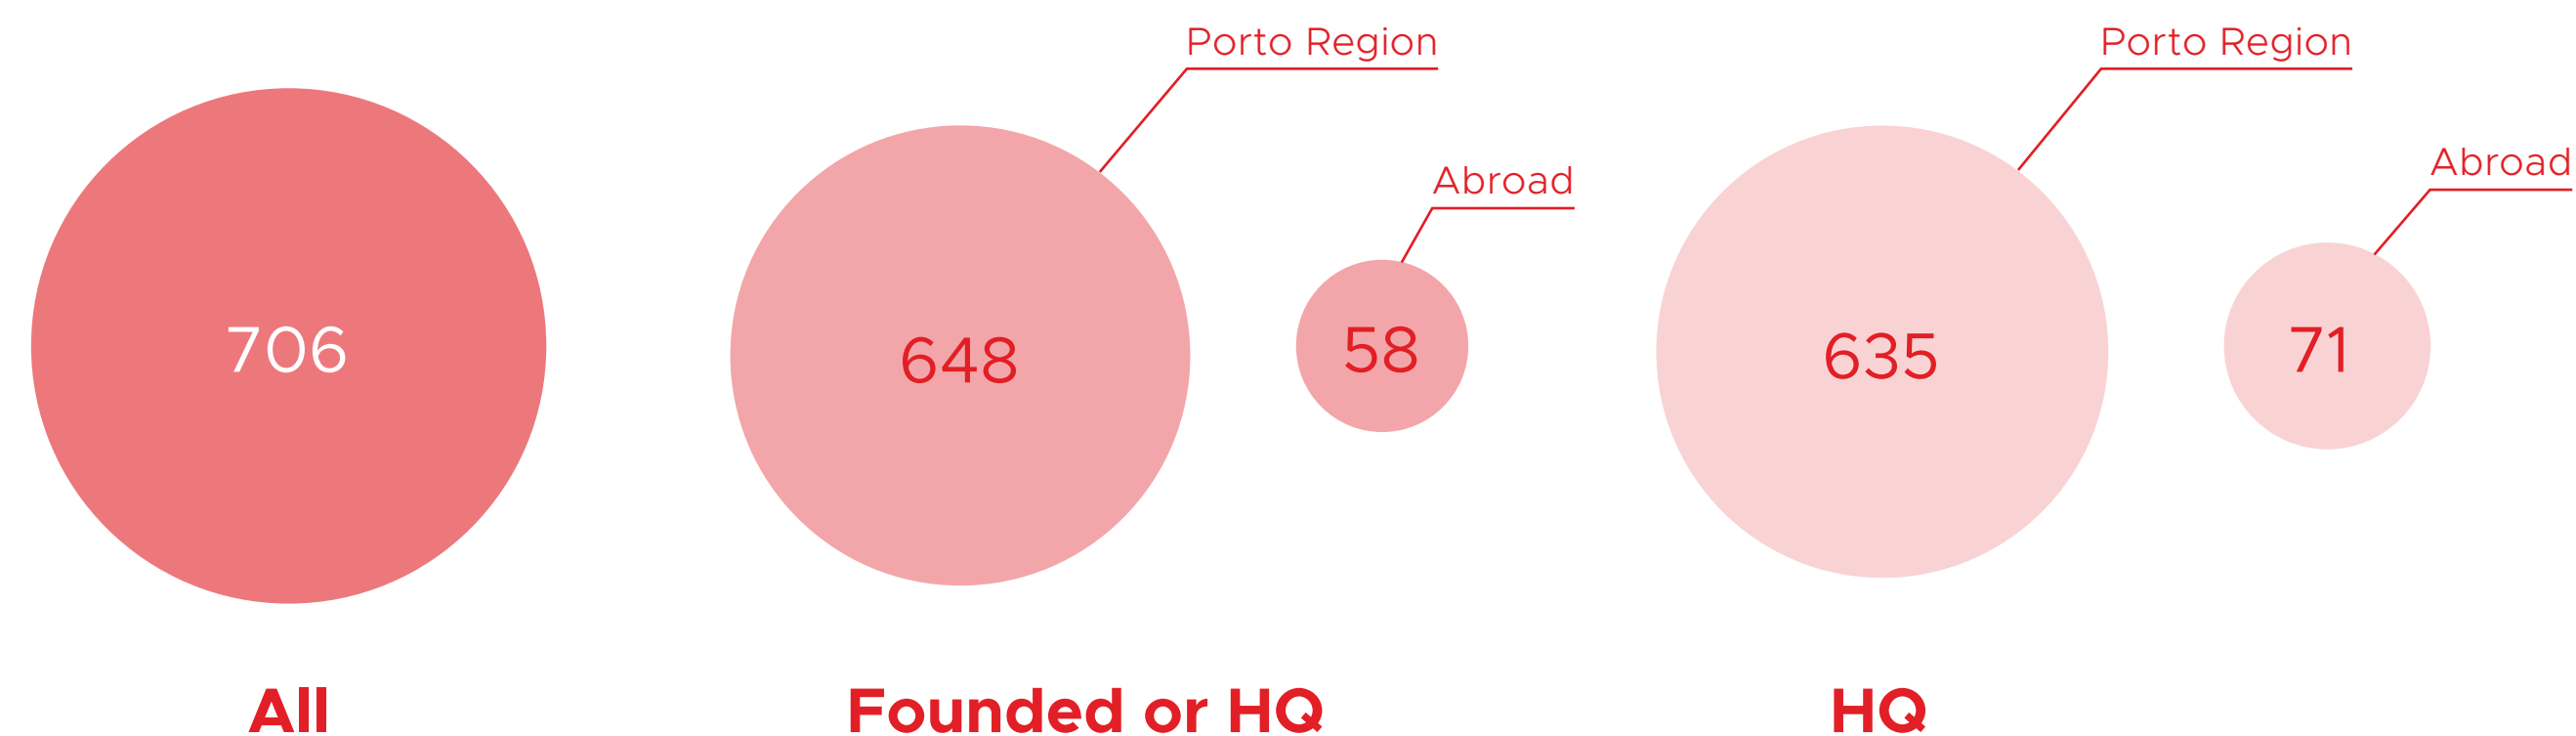 Porto Region
Porto Region
Abroad
Abroad
706
648
58
635
71
All
Founded or HQ
HQ